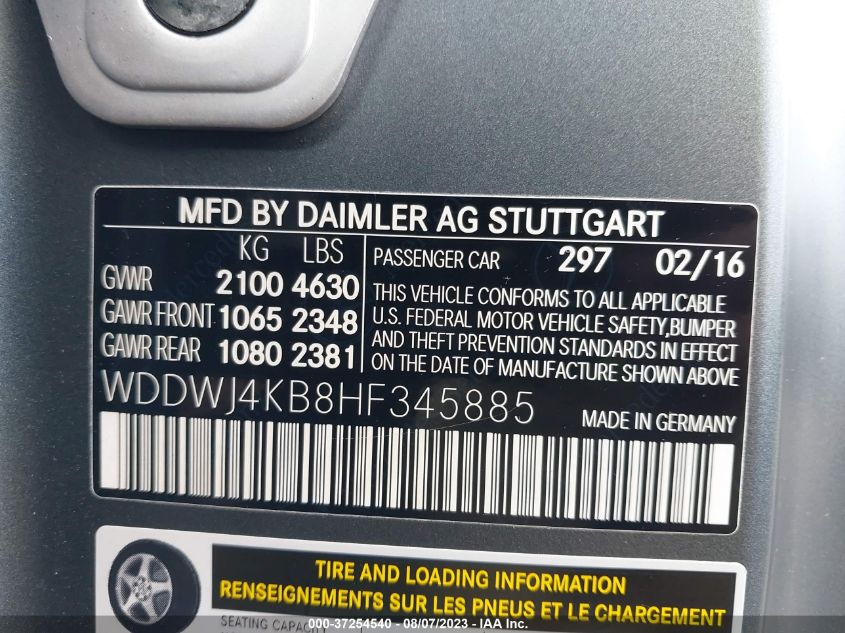 MFD BY DAIMLER AG STUTTGART
KG LBS
GVWR 2100 4630
GAWR FRONT 1065 2348
GAWR REAR 1080 2381
PASSENGER CAR 297 02/16
THIS VEHICLE CONFORMS TO ALL APPLICABLE
U.S. FEDERAL MOTOR VEHICLE SAFETY,BUMPER
AND THEFT PREVENTION STANDARDS IN EFFECT
ON THE DATE OF MANUFACTURE SHOWN ABOVE
WDDWJ4KB8HF345885
MADE IN GERMANY
TIRE AND LOADING INFORMATION
RENSEIGNEMENTS SUR LES PNEUS ET LE CHARGEMENT
SEATING CAPACITY
000-37254540 - 08/07/2023 - IAA Inc.